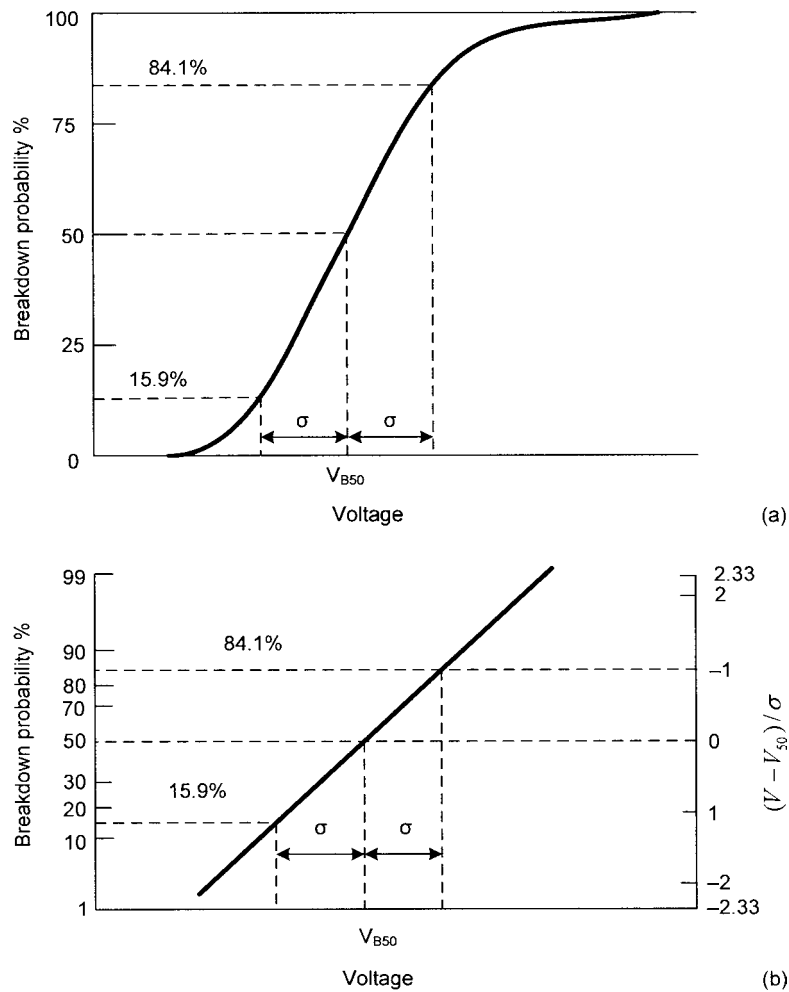 100
84.1%
75
Breakdown probability %
50
25
15.9%
σ
σ
0
V_B50
Voltage
(a)
99
2.33
2
90
84.1%
80
–1
70
Breakdown probability %
50
0
(V – V_50) / σ
30
15.9%
20
1
σ
σ
10
–2
1
–2.33
V_B50
Voltage
(b)